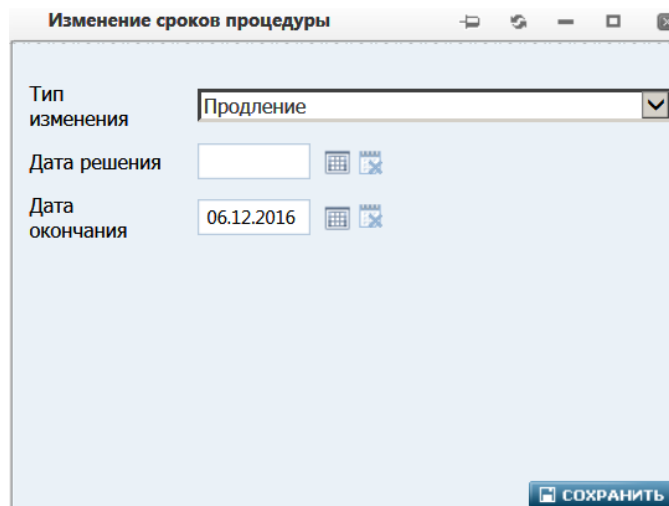 Изменение сроков процедуры
Тип
изменения
Продление
Дата решения
Дата
окончания
06.12.2016
СОХРАНИТЬ